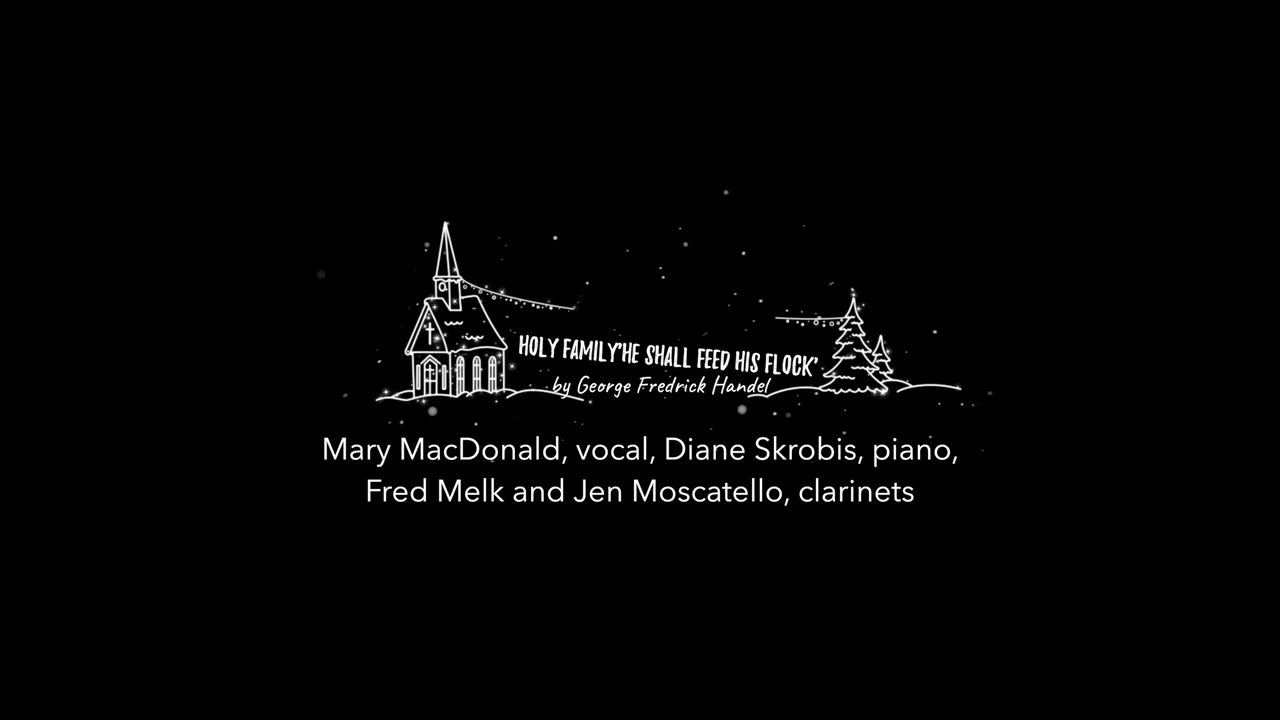 HOLY FAMILY'HE SHALL FEED HIS FLOCK'
by George Fredrick Handel
Mary MacDonald, vocal, Diane Skrobis, piano,
Fred Melk and Jen Moscatello, clarinets